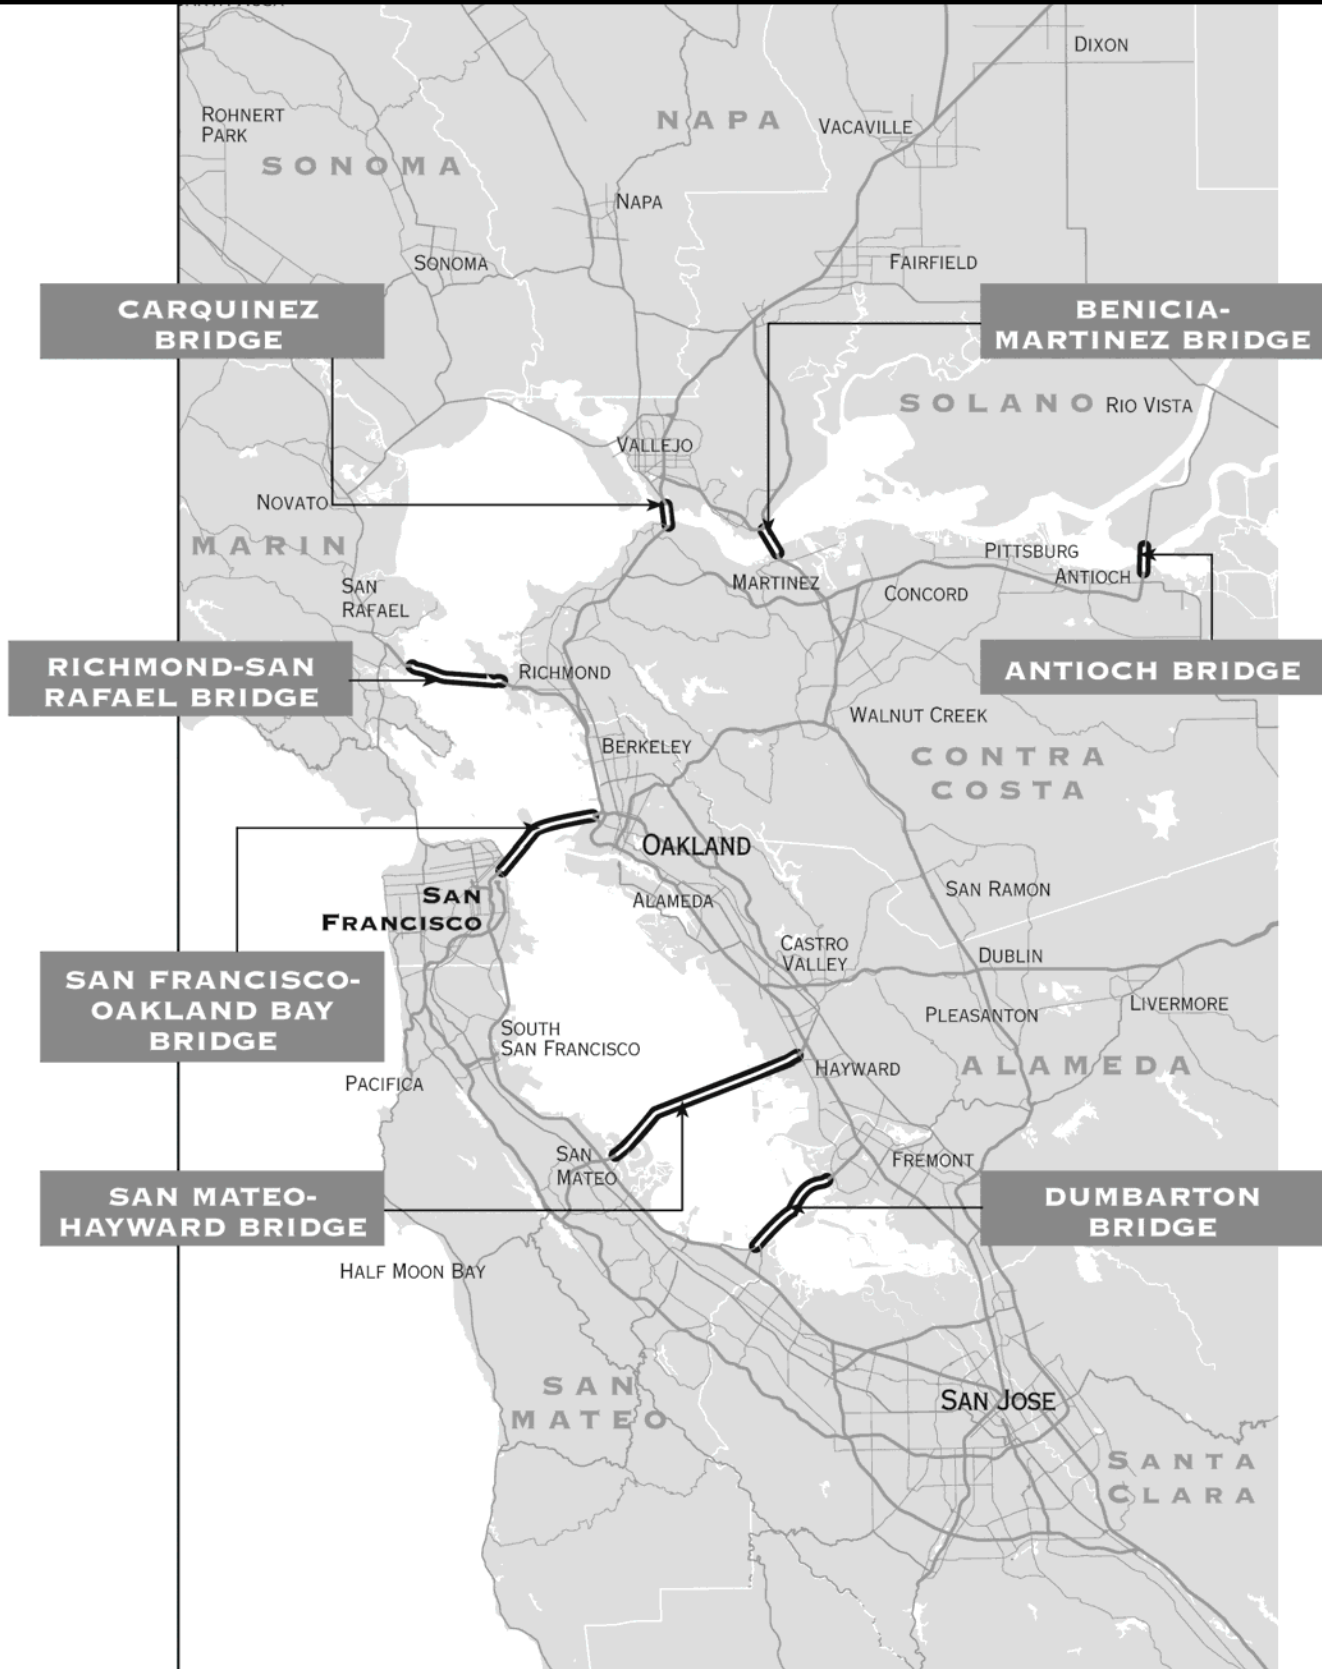 DIXON
ROHNERT
PARK
NAPA
VACAVILLE
SONOMA
NAPA
SONOMA
FAIRFIELD
CARQUINEZ
BRIDGE
BENICIA-
MARTINEZ BRIDGE
SOLANO
RIO VISTA
VALLEJO
NOVATO
MARIN
PITTSBURG
ANTIOCH
MARTINEZ
CONCORD
SAN
RAFAEL
RICHMOND-SAN
RAFAEL BRIDGE
RICHMOND
ANTIOCH BRIDGE
WALNUT CREEK
BERKELEY
CONTRA
COSTA
OAKLAND
SAN
FRANCISCO
ALAMEDA
SAN RAMON
CASTRO
VALLEY
DUBLIN
SAN FRANCISCO-
OAKLAND BAY
BRIDGE
LIVERMORE
PLEASANTON
SOUTH
SAN FRANCISCO
HAYWARD
ALAMEDA
PACIFICA
SAN
MATEO
FREMONT
SAN MATEO-
HAYWARD BRIDGE
DUMBARTON
BRIDGE
HALF MOON BAY
SAN
MATEO
SAN JOSE
SANTA
CLARA